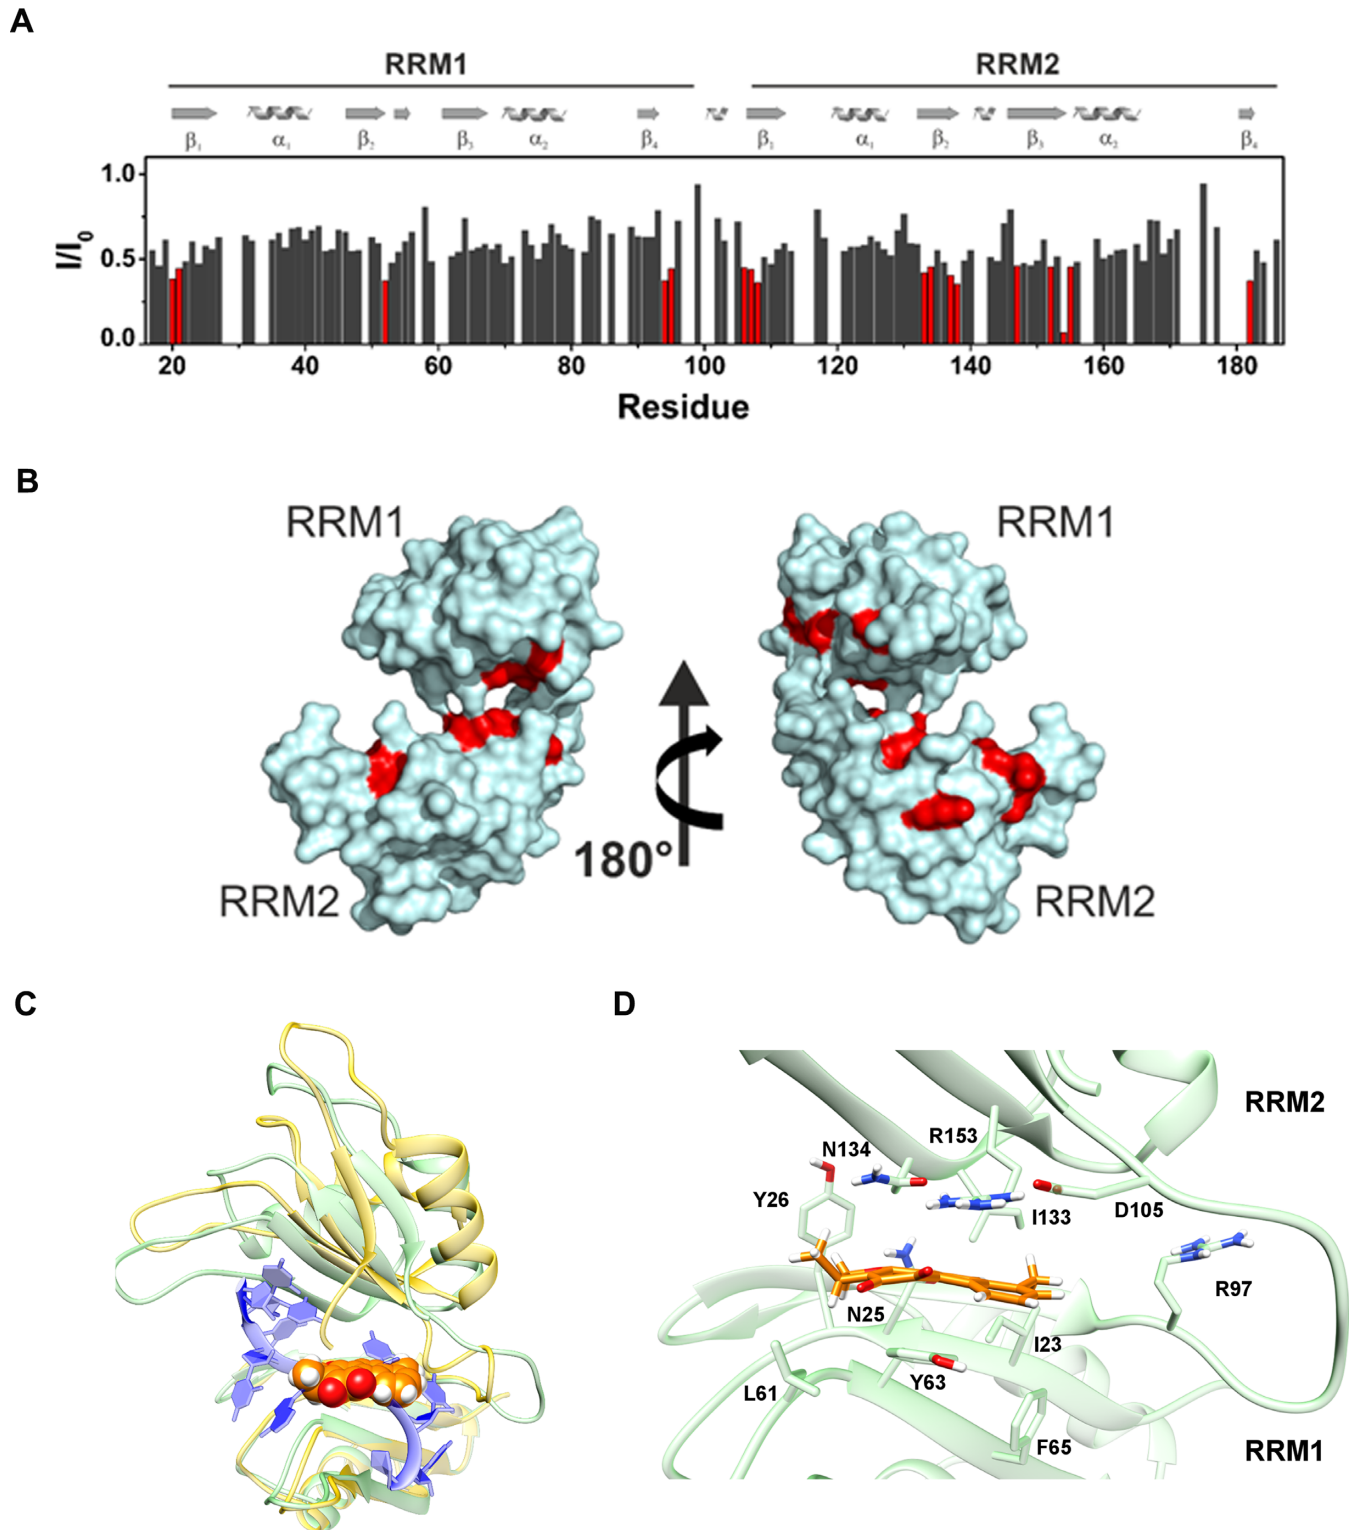 A
RRM1 RRM2
β₁ α₁ β₂ β₃ α₂ β₄ β₁ α₁ β₂ β₃ α₂ β₄
1.0
0.5
0.0
I/I₀
20 40 60 80 100 120 140 160 180
Residue
B
RRM1 RRM1
180°
RRM2 RRM2
C D
RRM2
R153
N134
Y26
I133
D105
R97
N25
I23
Y63
L61
F65
RRM1